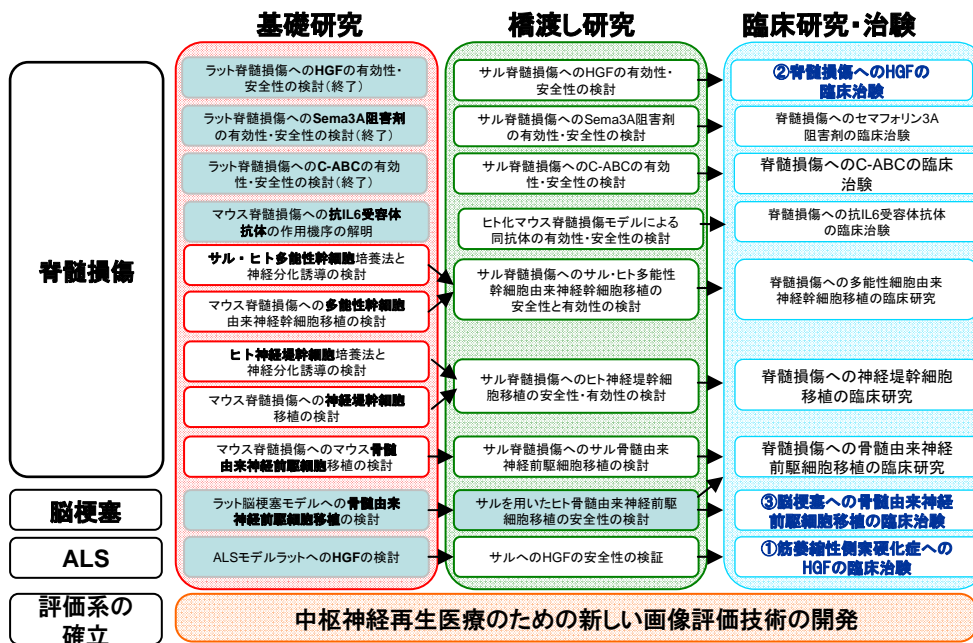 基礎研究
橋渡し研究
臨床研究・治験
脊髄損傷
ラット脊髄損傷へのHGFの有効性・
安全性の検討(終了)
サル脊髄損傷へのHGFの有効性・
安全性の検討
②脊髄損傷へのHGFの
臨床治験
ラット脊髄損傷へのSema3A阻害剤
の有効性・安全性の検討(終了)
サル脊髄損傷へのSema3A阻害剤
の有効性・安全性の検討
脊髄損傷へのセマフォリン3A
阻害剤の臨床治験
ラット脊髄損傷へのC-ABCの有効
性・安全性の検討(終了)
サル脊髄損傷へのC-ABCの有効
性・安全性の検討
脊髄損傷へのC-ABCの臨床
治験
マウス脊髄損傷への抗IL6受容体
抗体の作用機序の解明
ヒト化マウス脊髄損傷モデルによる
同抗体の有効性・安全性の検討
脊髄損傷への抗IL6受容体抗体
の臨床治験
サル・ヒト多能性幹細胞培養法と
神経分化誘導の検討
マウス脊髄損傷への多能性幹細胞
由来神経幹細胞移植の検討
サル脊髄損傷へのサル・ヒト多能性
幹細胞由来神経幹細胞移植の
安全性と有効性の検討
脊髄損傷への多能性細胞由来
神経幹細胞移植の臨床研究
ヒト神経堤幹細胞培養法と
神経分化誘導の検討
マウス脊髄損傷への神経堤幹細胞
移植の検討
サル脊髄損傷へのヒト神経堤幹細
胞移植の安全性・有効性の検討
脊髄損傷への神経堤幹細胞
移植の臨床研究
マウス脊髄損傷へのマウス骨髄
由来神経前駆細胞移植の検討
サル脊髄損傷へのサル骨髄由来
神経前駆細胞移植の検討
脊髄損傷への骨髄由来神経
前駆細胞移植の臨床研究
脳梗塞
ラット脳梗塞モデルへの骨髄由来
神経前駆細胞移植の検討
サルを用いたヒト骨髄由来神経前駆
細胞移植の安全性の検討
③脳梗塞への骨髄由来神経
前駆細胞移植の臨床治験
ALS
ALSモデルラットへのHGFの検討
サルへのHGFの安全性の検証
①筋萎縮性側索硬化症への
HGFの臨床治験
評価系の
確立
中枢神経再生医療のための新しい画像評価技術の開発